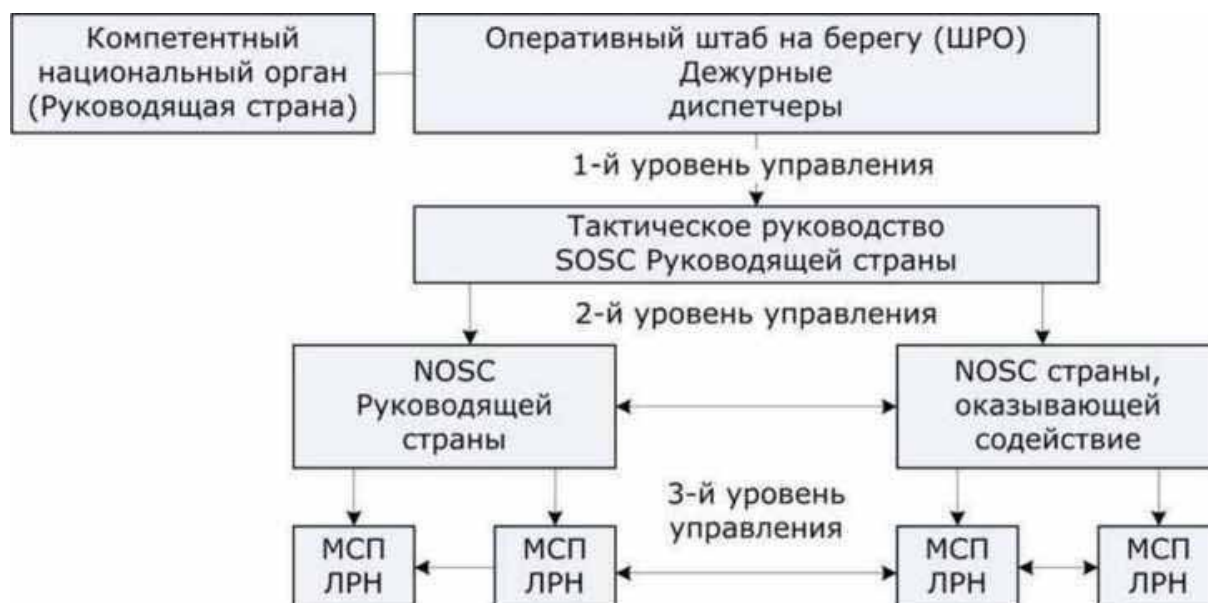 Компетентный
национальный орган
(Руководящая страна)
Оперативный штаб на берегу (ШРО)
Дежурные
диспетчеры
1-й уровень управления
Тактическое руководство
SOSC Руководящей страны
2-й уровень управления
NOSC
Руководящей
страны
NOSC страны,
оказывающей
содействие
3-й уровень
управления
МСП
ЛРН
МСП
ЛРН
МСП
ЛРН
МСП
ЛРН